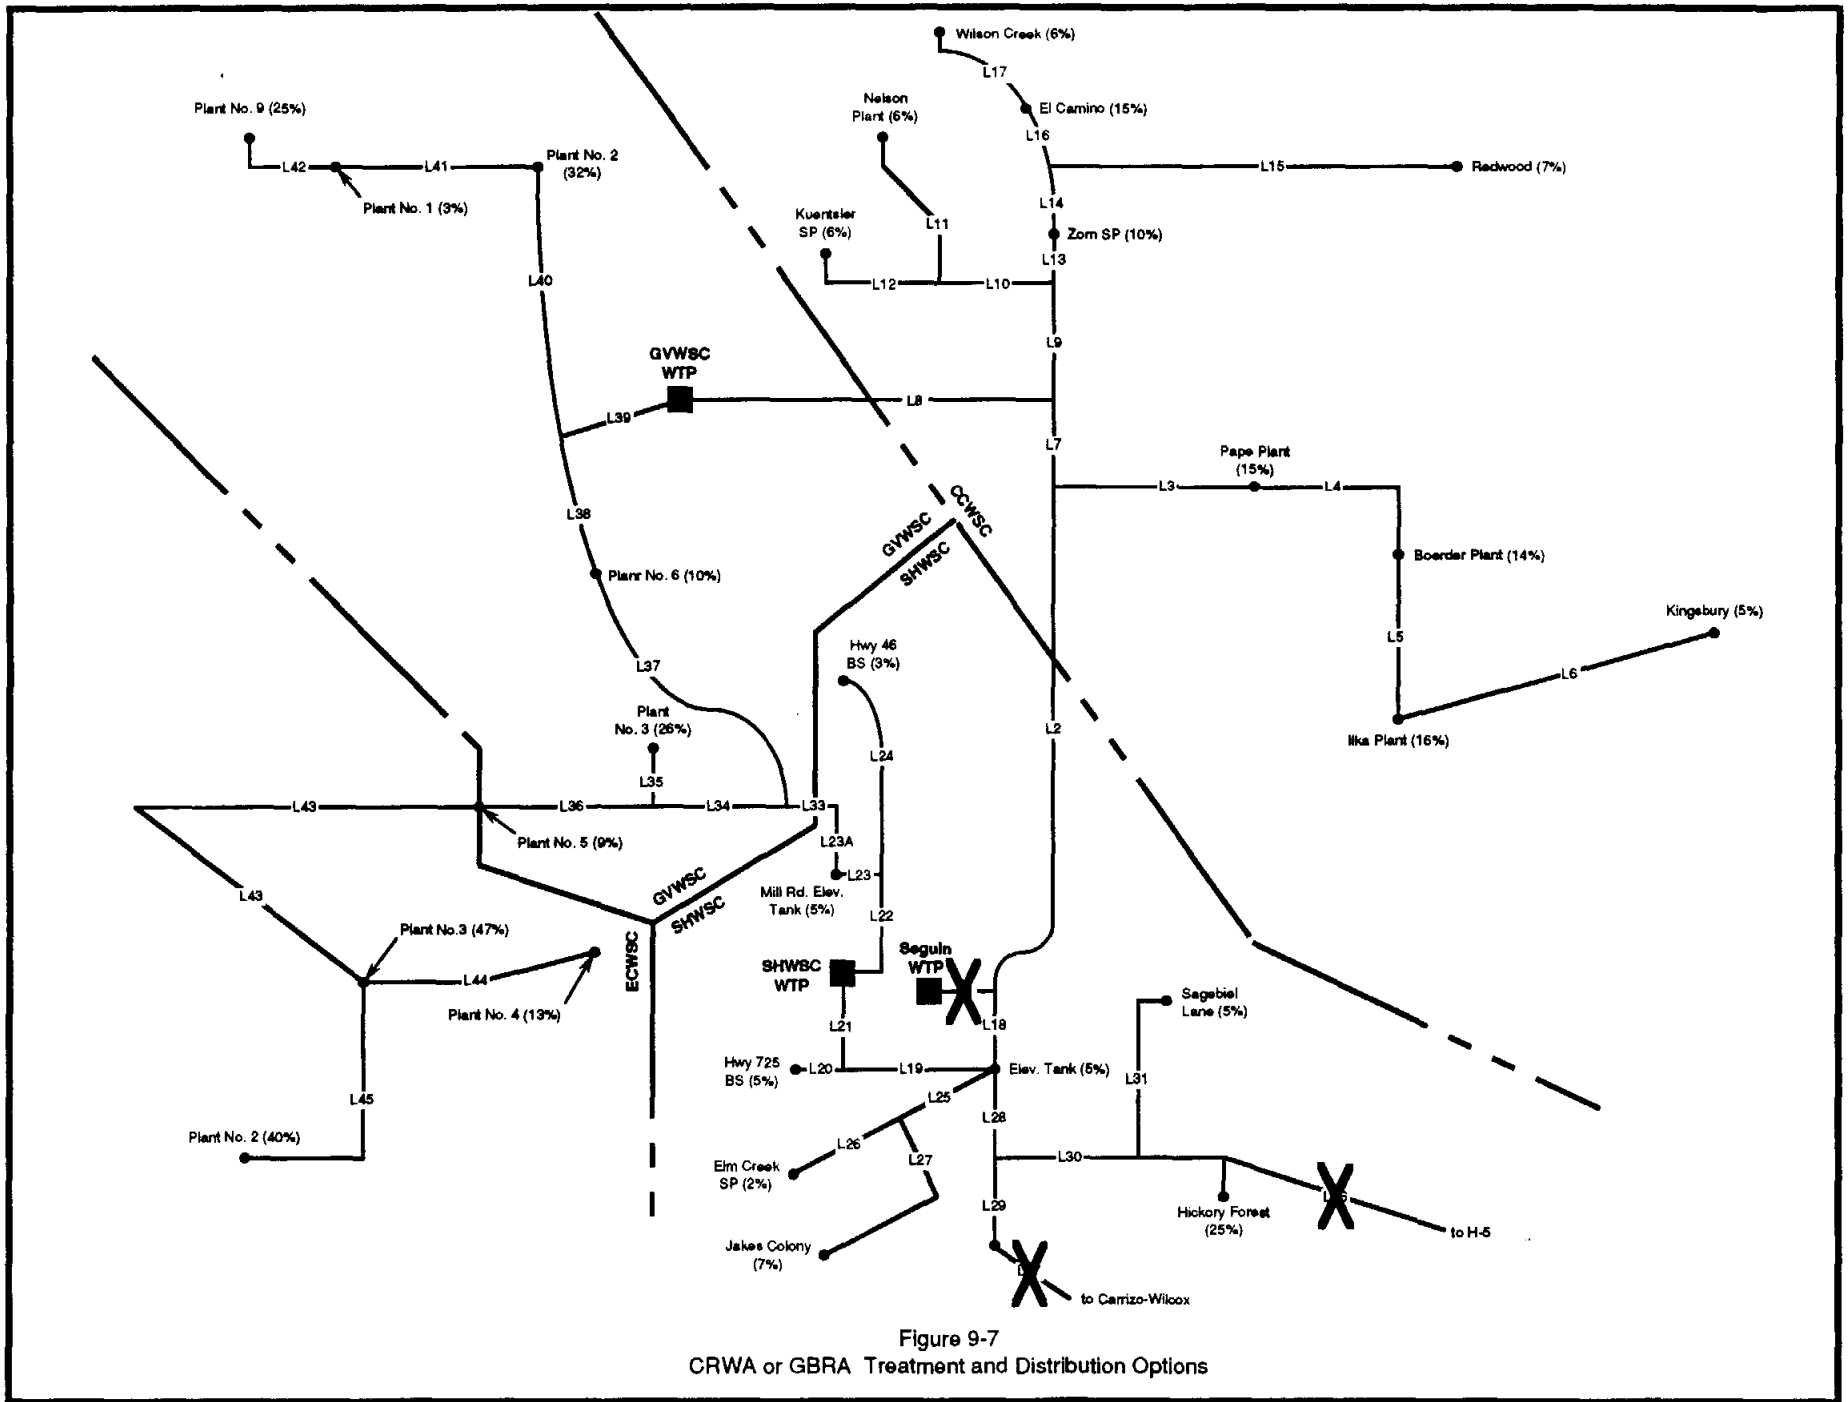 Wilson Creek (6%)
L17
Nelson
Plant (6%)
El Camino (15%)
L16
Plant No. 9 (25%)
L42
L41
Plant No. 2
(32%)
Plant No. 1 (3%)
L15
Redwood (7%)
L14
Kuentsler
SP (6%)
L11
Zorn SP (10%)
L13
L12
L10
L40
L9
GVWSC
WTP
L39
L8
L7
Pape Plant
(15%)
L3
L4
CCWSC
GVWSC
SHWSC
L38
Boerder Plant (14%)
Planr No. 6 (10%)
Kingsbury (5%)
L5
L6
Hwy 46
BS (3%)
L37
Plant
No. 3 (26%)
L2
Ilka Plant (16%)
L24
L35
L43
L36
L34
L33
Plant No. 5 (9%)
L23A
L23
Mill Rd. Elev.
Tank (5%)
GVWSC
SHWSC
L43
L22
Plant No.3 (47%)
ECWSC
SHWSC
WTP
Seguin
WTP
L44
Plant No. 4 (13%)
L21
L18
Sagebiel
Lane (5%)
Hwy 725
BS (5%)
L20
L19
Elev. Tank (5%)
L31
L25
L28
L45
Plant No. 2 (40%)
L26
L27
L30
Elm Creek
SP (2%)
L29
Hickory Forest
(25%)
to H-5
Jakes Colony
(7%)
to Carrizo-Wilcox
Figure 9-7
CRWA or GBRA Treatment and Distribution Options